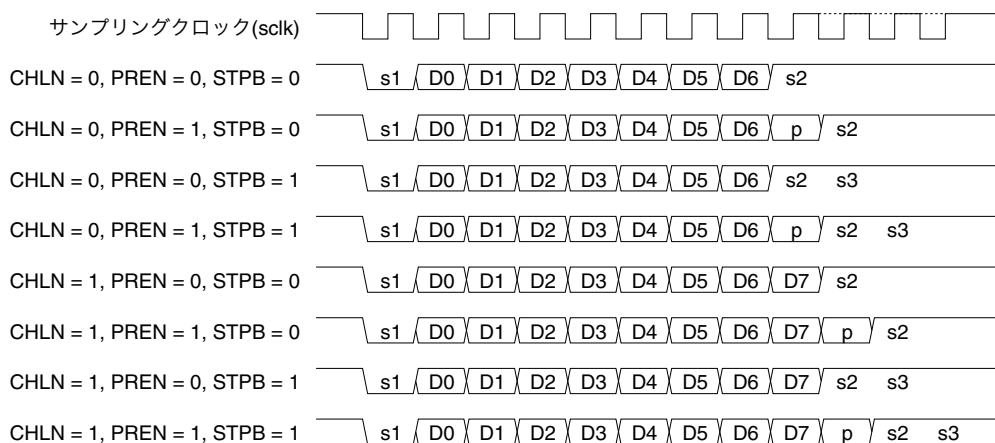 サンプリングクロック(sclk)
CHLN = 0, PREN = 0, STPB = 0 s1 D0 D1 D2 D3 D4 D5 D6 s2
CHLN = 0, PREN = 1, STPB = 0 s1 D0 D1 D2 D3 D4 D5 D6 p s2
CHLN = 0, PREN = 0, STPB = 1 s1 D0 D1 D2 D3 D4 D5 D6 s2 s3
CHLN = 0, PREN = 1, STPB = 1 s1 D0 D1 D2 D3 D4 D5 D6 p s2 s3
CHLN = 1, PREN = 0, STPB = 0 s1 D0 D1 D2 D3 D4 D5 D6 D7 s2
CHLN = 1, PREN = 1, STPB = 0 s1 D0 D1 D2 D3 D4 D5 D6 D7 p s2
CHLN = 1, PREN = 0, STPB = 1 s1 D0 D1 D2 D3 D4 D5 D6 D7 s2 s3
CHLN = 1, PREN = 1, STPB = 1 s1 D0 D1 D2 D3 D4 D5 D6 D7 p s2 s3